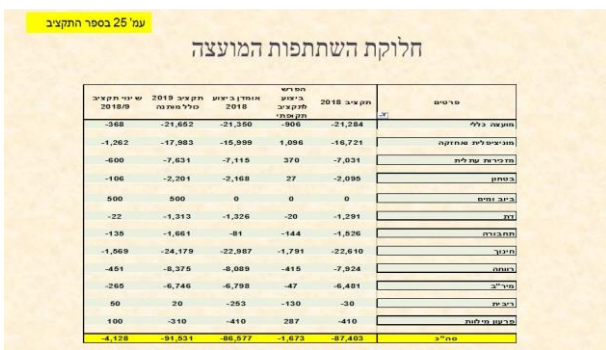 עמ' 25 בספר התקציב
חלוקת השתתפות המועצה
פרטים תקציב 2018 הפרש ביצוע לתקציב תקופתי אומדן ביצוע 2018 תקציב 2019 כולל מותנה שינוי תקציב 2018/9
מועצה כללי -21,284 -906 -21,350 -21,652 -368
מוניציפלית ואחזקה -16,721 1,096 -15,999 -17,983 -1,262
מזכירות עתלית -7,031 370 -7,115 -7,631 -600
בטחון -2,095 27 -2,168 -2,201 -106
ביוב ומים 0 0 0 500 500
דת -1,291 -20 -1,326 -1,313 -22
תחבורה -1,526 -144 -81 -1,661 -135
חינוך -22,610 -1,791 -22,987 -24,179 -1,569
רווחה -7,924 -415 -8,089 -8,375 -451
מיר"ב -6,481 -47 -6,798 -6,746 -265
ריבית -30 -130 -253 20 50
פרעון מילוות -410 287 -410 -310 100
סה"כ -87,403 -1,673 -86,577 -91,531 -4,128